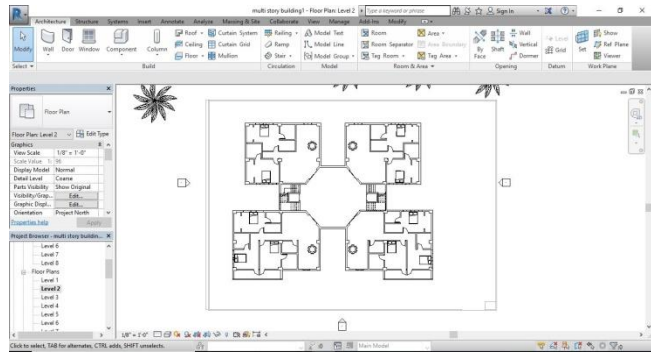 multi story building1 - Floor Plan: Level 2
Type a keyword or phrase
Sign In
Architecture Structure Systems Insert Annotate Analyze Massing & Site Collaborate View Manage Add-Ins Modify
Modify Wall Door Window Component Column
Roof Curtain System Railing Model Text Room Area Wall
Ceiling Curtain Grid Ramp Model Line Room Separator Area Boundary By Face Shaft Vertical Grid Set Show
Floor Mullion Stair Model Group Tag Room Tag Area Dormer Ref Plane
Level Viewer
Select Build Circulation Model Room & Area Opening Datum Work Plane
Properties
Floor Plan
Floor Plan: Level 2 Edit Type
Graphics
View Scale 1/8" = 1'-0"
Scale Value 1: 96
Display Model Normal
Detail Level Coarse
Parts Visibility Show Original
Visibility/Grap... Edit...
Graphic Displ... Edit...
Orientation Project North
Properties help Apply
Project Browser - multi story buildin...
Level 6
Level 7
Level 8
Floor Plans
Level 1
Level 2
Level 3
Level 4
Level 5
Level 6
1/8" = 1'-0"
Click to select, TAB for alternates, CTRL adds, SHIFT unselects.
Main Model